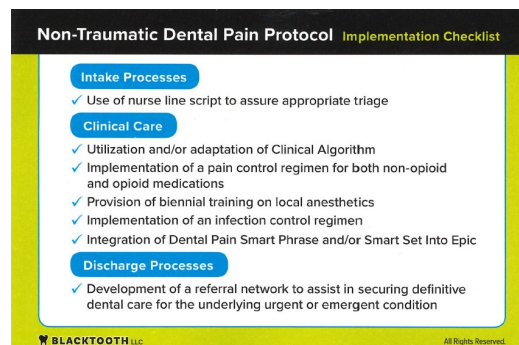 Non-Traumatic Dental Pain Protocol Implementation Checklist
Intake Processes
✓ Use of nurse line script to assure appropriate triage
Clinical Care
✓ Utilization and/or adaptation of Clinical Algorithm
✓ Implementation of a pain control regimen for both non-opioid
and opioid medications
✓ Provision of biennial training on local anesthetics
✓ Implementation of an infection control regimen
✓ Integration of Dental Pain Smart Phrase and/or Smart Set Into Epic
Discharge Processes
✓ Development of a referral network to assist in securing definitive
dental care for the underlying urgent or emergent condition
BLACKTOOTH LLC
All Rights Reserved.